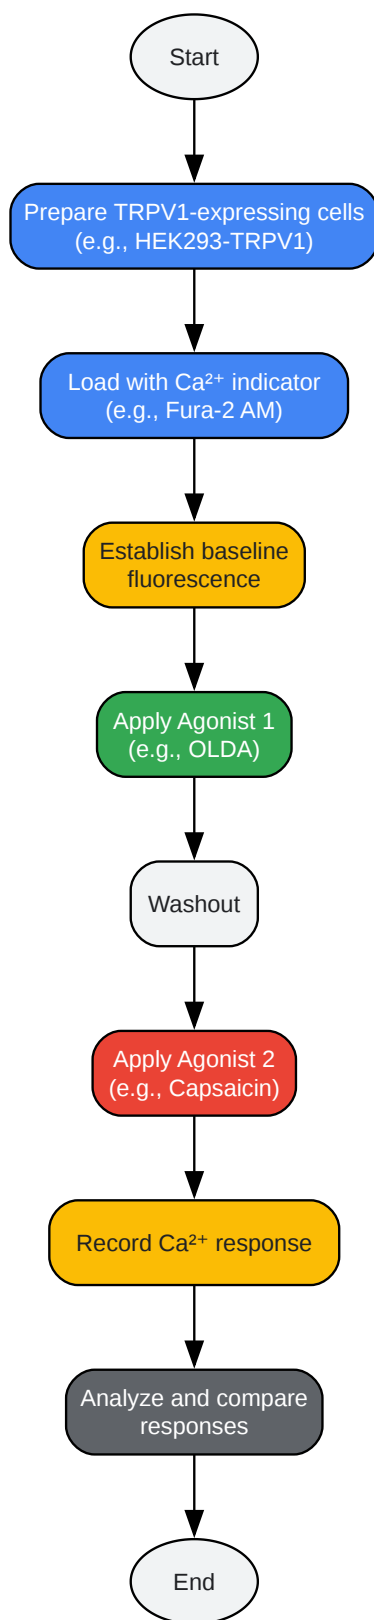 Start
Prepare TRPV1-expressing cells
(e.g., HEK293-TRPV1)
Load with Ca²⁺ indicator
(e.g., Fura-2 AM)
Establish baseline
fluorescence
Apply Agonist 1
(e.g., OLDA)
Washout
Apply Agonist 2
(e.g., Capsaicin)
Record Ca²⁺ response
Analyze and compare
responses
End